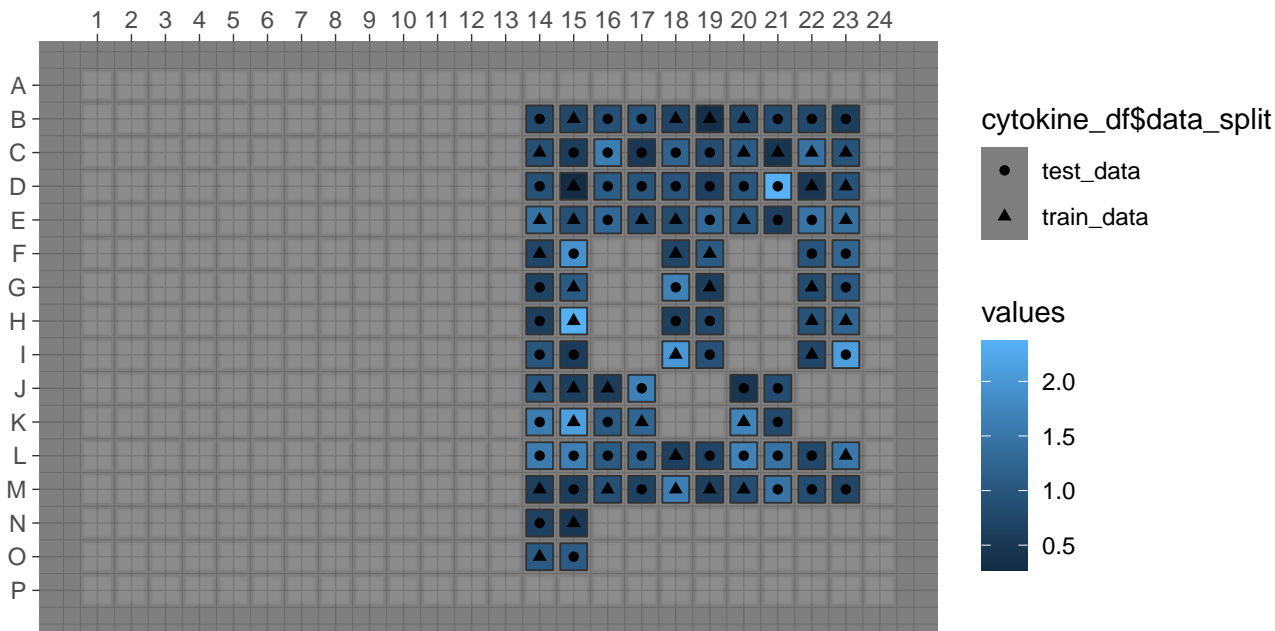 1 2 3 4 5 6 7 8 9 10 11 12 13 14 15 16 17 18 19 20 21 22 23 24
A
B
C
D
E
F
G
H
I
J
K
L
M
N
O
P
cytokine_df$data_split
test_data
train_data
values
2.0
1.5
1.0
0.5